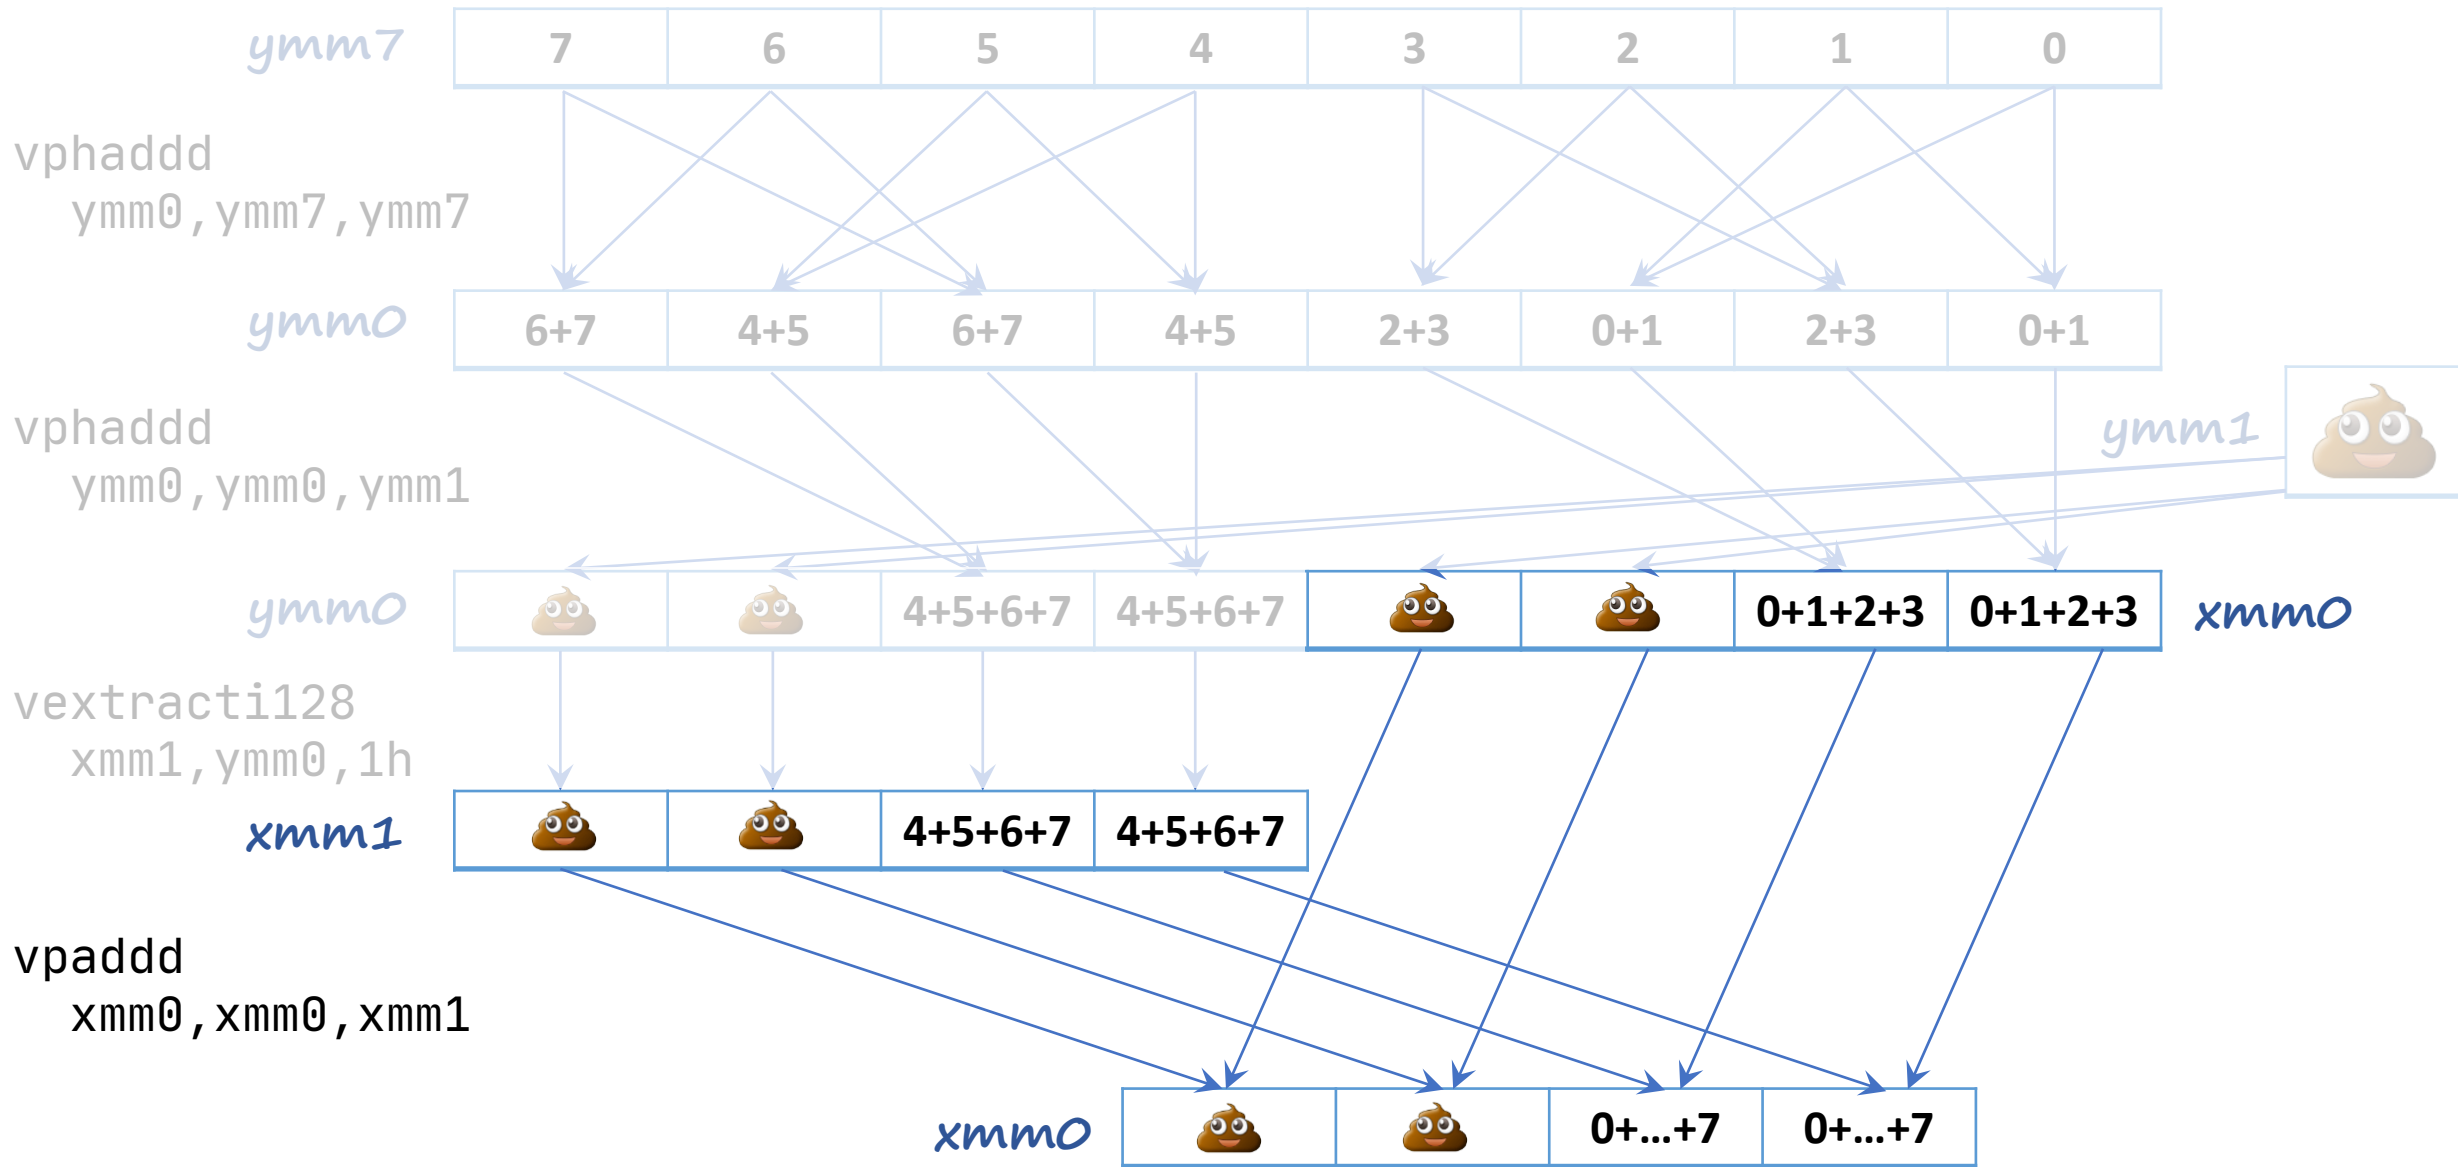 ymm7 7 6 5 4 3 2 1 0
vphaddd
ymm0,ymm7,ymm7
ymm0 6+7 4+5 6+7 4+5 2+3 0+1 2+3 0+1
vphaddd
ymm0,ymm0,ymm1
ymm1
ymm0 4+5+6+7 4+5+6+7 0+1+2+3 0+1+2+3 xmm0
vextracti128
xmm1,ymm0,1h
xmm1 4+5+6+7 4+5+6+7
vpaddd
xmm0,xmm0,xmm1
xmm0 0+...+7 0+...+7